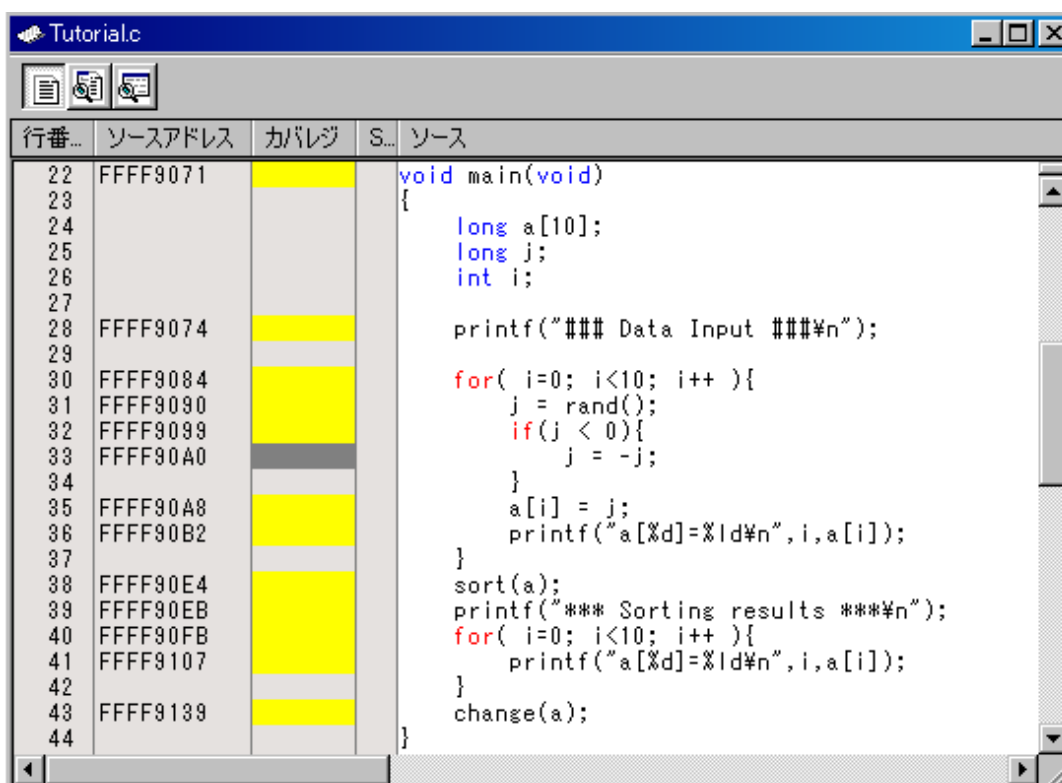 Tutorial.c
行番... ソースアドレス カバレジ S... ソース
22 FFFF9071 void main(void)
23 {
24 long a[10];
25 long j;
26 int i;
27
28 FFFF9074 printf("### Data Input ###¥n");
29
30 FFFF9084 for( i=0; i<10; i++ ){
31 FFFF9090 j = rand();
32 FFFF9099 if(j < 0){
33 FFFF90A0 j = -j;
34 }
35 FFFF90A8 a[i] = j;
36 FFFF90B2 printf("a[%d]=%ld¥n",i,a[i]);
37 }
38 FFFF90E4 sort(a);
39 FFFF90EB printf("*** Sorting results ***¥n");
40 FFFF90FB for( i=0; i<10; i++ ){
41 FFFF9107 printf("a[%d]=%ld¥n",i,a[i]);
42 }
43 FFFF9139 change(a);
44 }